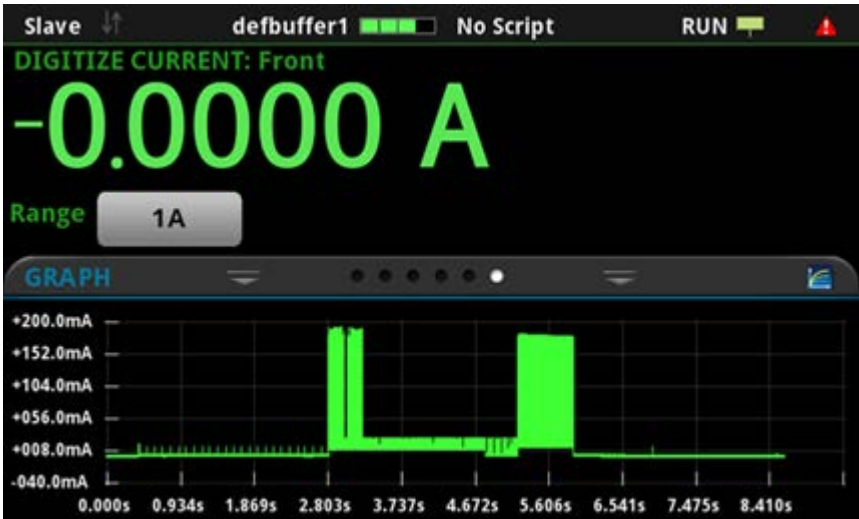 Slave defbuffer1 No Script RUN
DIGITIZE CURRENT: Front
-0.0000 A
Range 1A
GRAPH
+200.0mA
+152.0mA
+104.0mA
+056.0mA
+008.0mA
-040.0mA
0.000s 0.934s 1.869s 2.803s 3.737s 4.672s 5.606s 6.541s 7.475s 8.410s